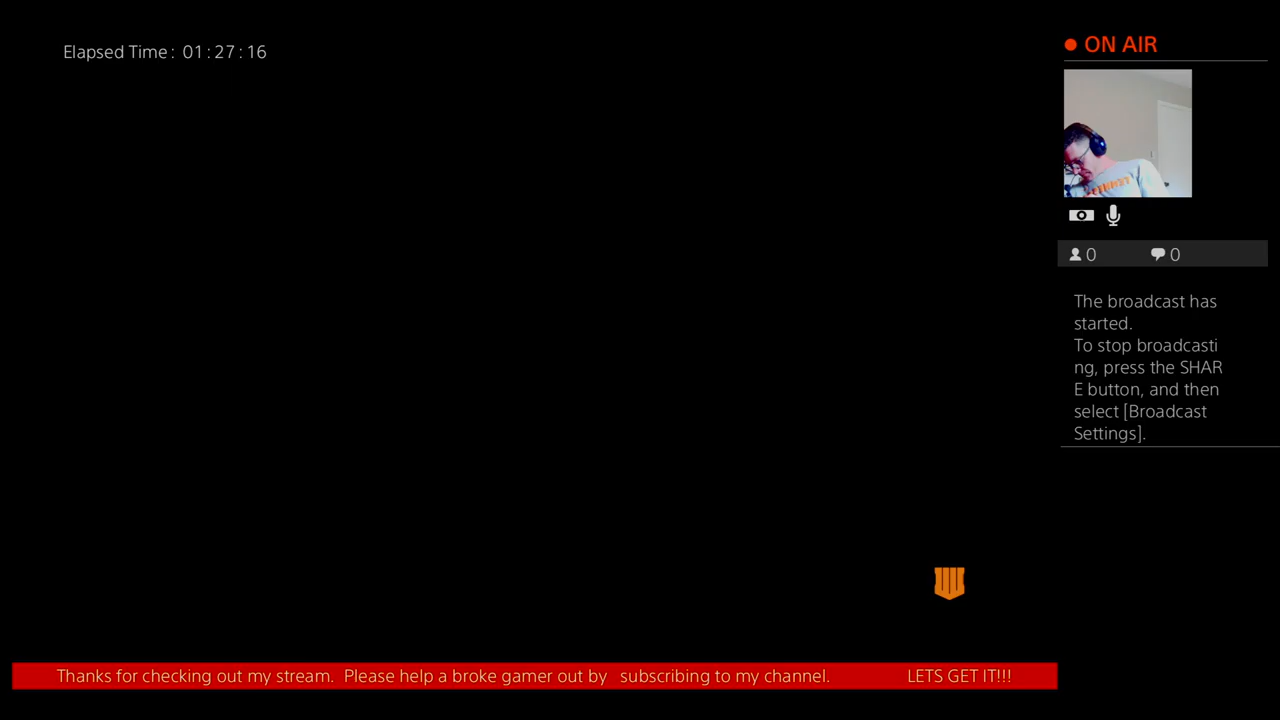 Elapsed Time: 01:27:16
ON AIR
0
0
The broadcast has
started.
To stop broadcasti
ng, press the SHAR
E button, and then
select [Broadcast
Settings].
Thanks for checking out my stream. Please help a broke gamer out by subscribing to my channel. LETS GET IT!!!